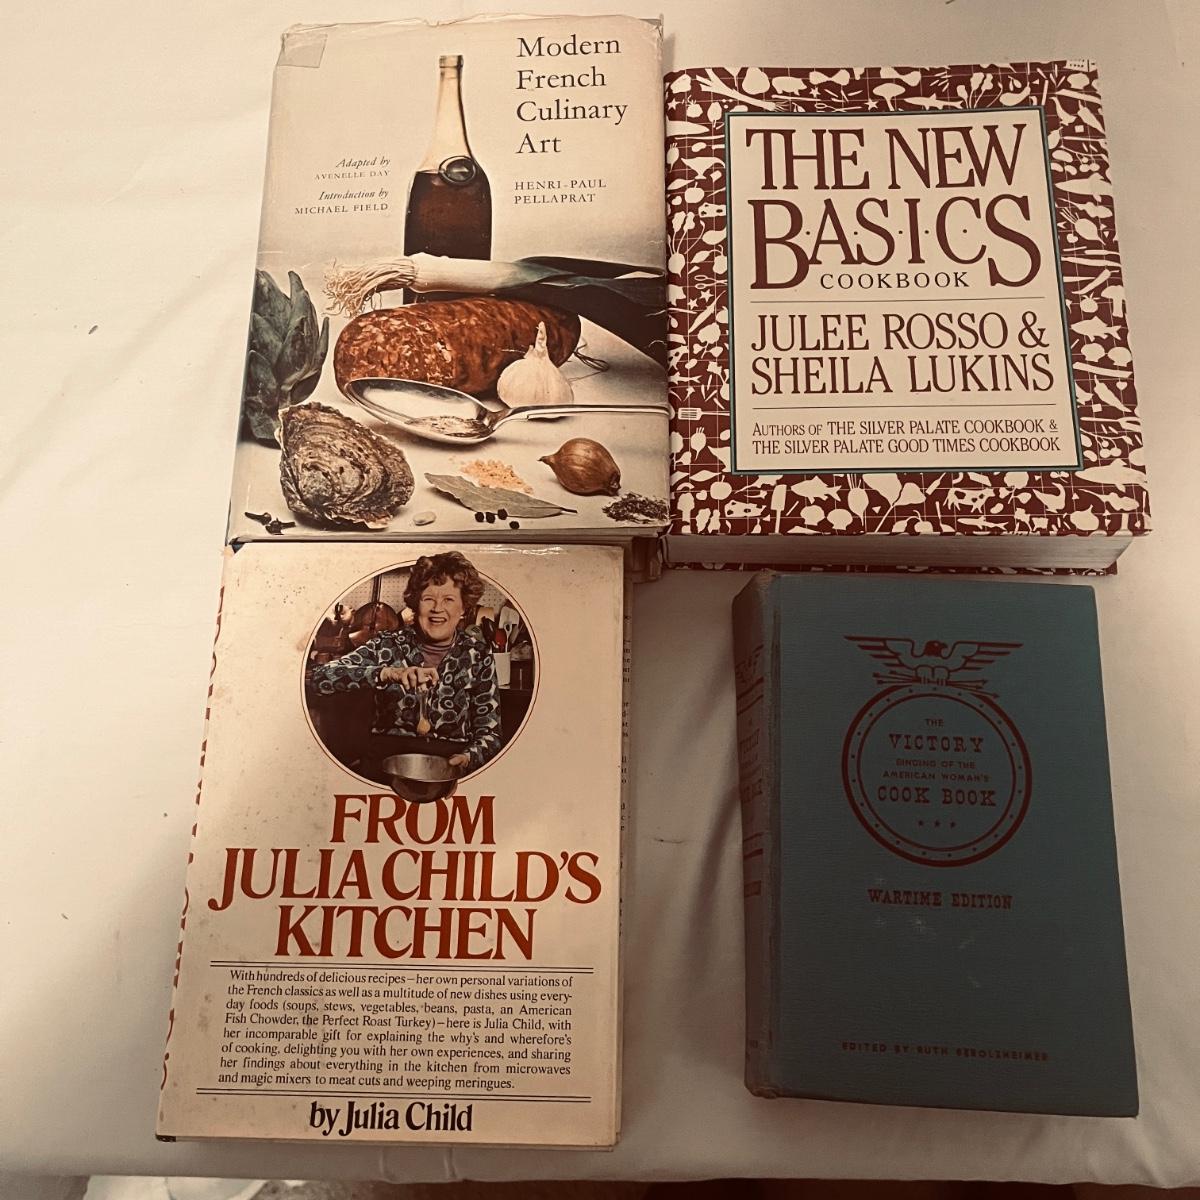 Modern
French
Culinary
Art
Adapted by
AVENELLE DAY
Introduction by
MICHAEL FIELD
HENRI-PAUL
PELLAPRAT
THE NEW
B·A·S·I·C·S
COOKBOOK
JULEE ROSSO &
SHEILA LUKINS
AUTHORS OF THE SILVER PALATE COOKBOOK &
THE SILVER PALATE GOOD TIMES COOKBOOK
FROM
JULIA CHILD'S
KITCHEN
With hundreds of delicious recipes—her own personal variations of
the French classics as well as a multitude of new dishes using every-
day foods (soups, stews, vegetables, beans, pasta, an American
Fish Chowder, the Perfect Roast Turkey)—here is Julia Child, with
her incomparable gift for explaining the why's and wherefore's
of cooking, delighting you with her own experiences, and sharing
her findings about everything in the kitchen from microwaves
and magic mixers to meat cuts and weeping meringues.
by Julia Child
THE
VICTORY
BINDING OF THE
AMERICAN WOMAN'S
COOK BOOK
WARTIME EDITION
EDITED BY RUTH BEROLZHEIMER